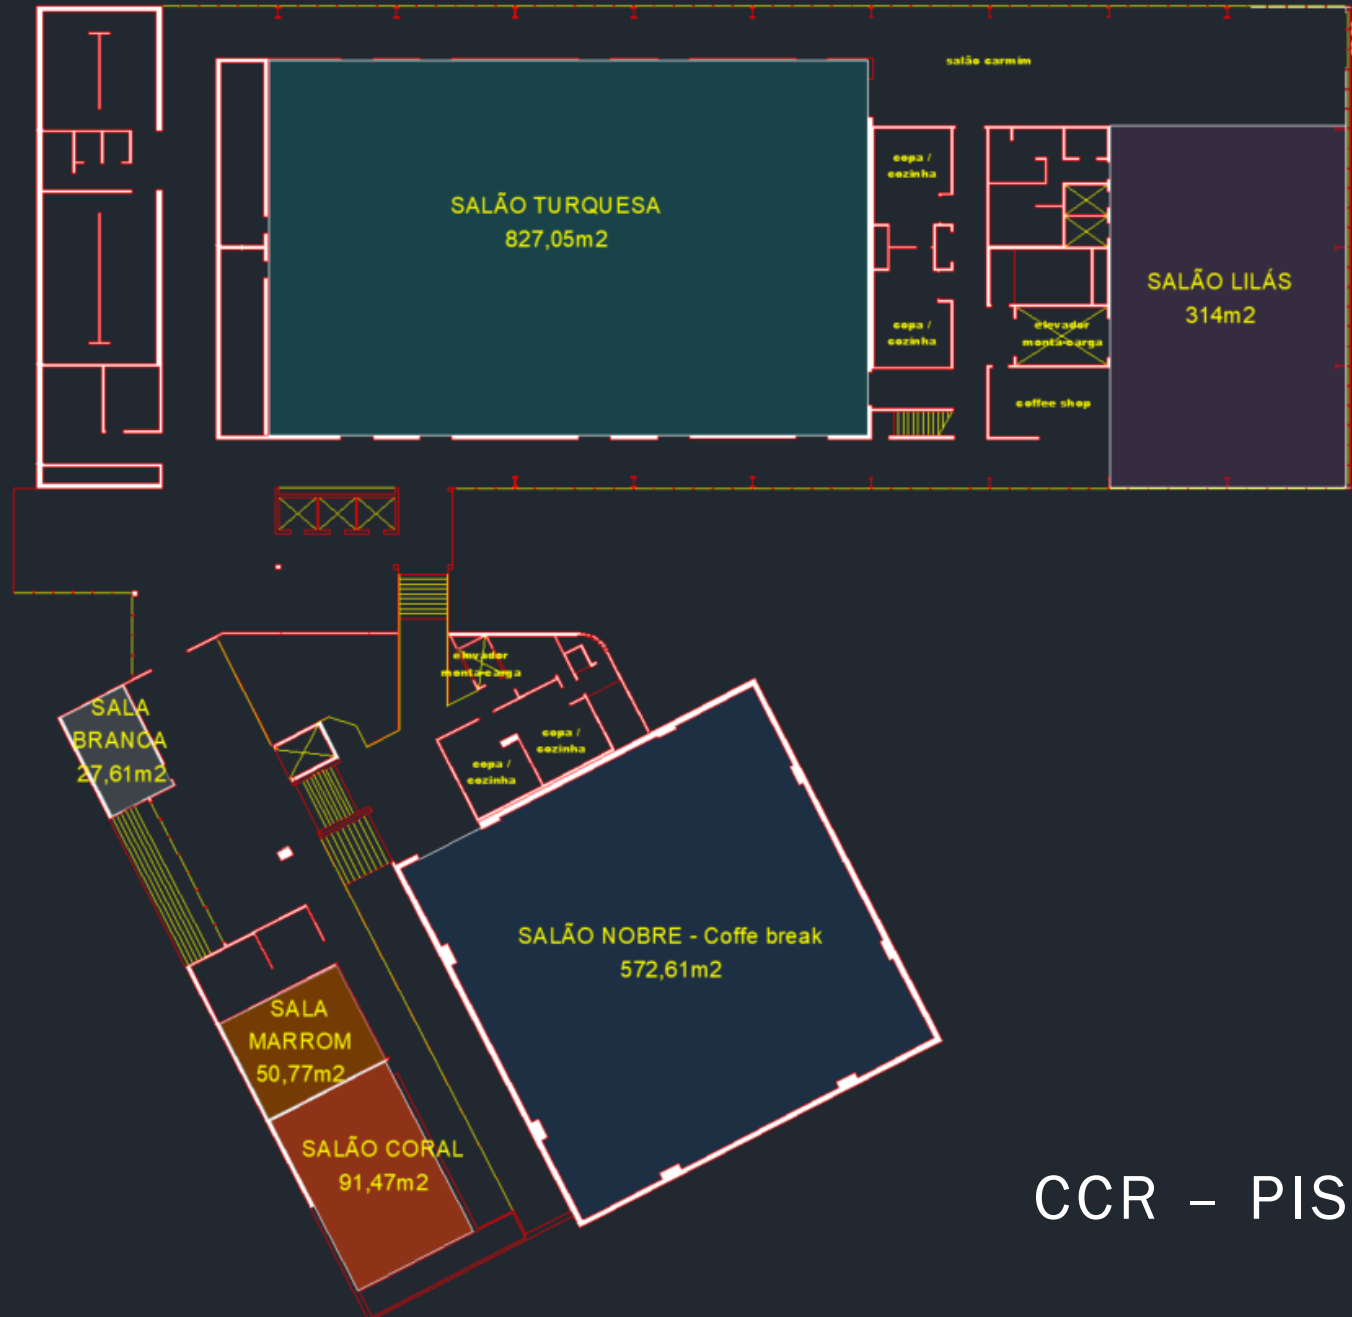 salão carmim
copa /
cozinha
SALÃO TURQUESA
827,05m2
SALÃO LILÁS
314m2
copa /
cozinha
elevador
monta-carga
coffee shop
elevador
monta-carga
SALA
BRANCA
27,61m2
copa /
cozinha
copa /
cozinha
SALÃO NOBRE - Coffe break
572,61m2
SALA
MARROM
50,77m2
SALÃO CORAL
91,47m2
CCR – PIS